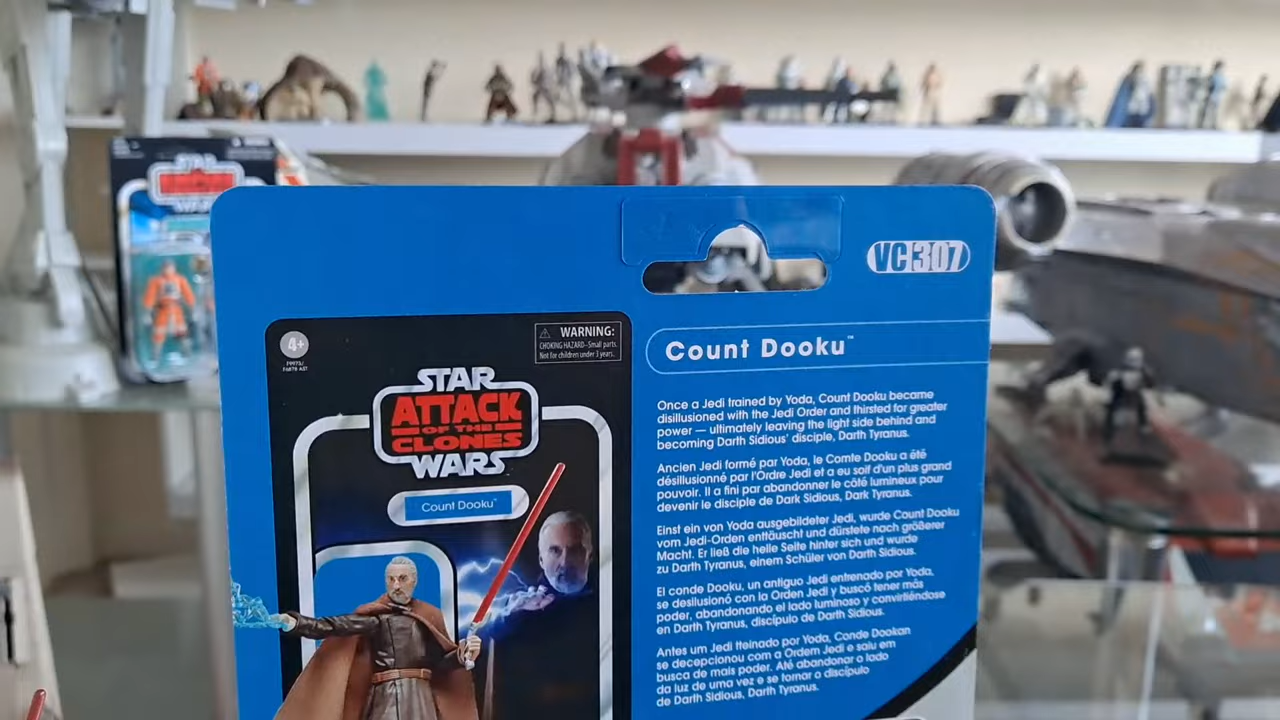 VC307
4+
F9973/
F6878 AST
WARNING:
CHOKING HAZARD–Small parts.
Not for children under 3 years.
STAR
ATTACK
OF THE
CLONES
WARS
Count Dooku™
Count Dooku™
Once a Jedi trained by Yoda, Count Dooku became
disillusioned with the Jedi Order and thirsted for greater
power — ultimately leaving the light side behind and
becoming Darth Sidious' disciple, Darth Tyranus.
Ancien Jedi formé par Yoda, le Comte Dooku a été
désillusionné par l'Ordre Jedi et a eu soif d'un plus grand
pouvoir. Il a fini par abandonner le côté lumineux pour
devenir le disciple de Dark Sidious, Dark Tyranus.
Einst ein von Yoda ausgebildeter Jedi, wurde Count Dooku
vom Jedi-Orden enttäuscht und dürstete nach größerer
Macht. Er ließ die helle Seite hinter sich und wurde
zu Darth Tyranus, einem Schüler von Darth Sidious.
El conde Dooku, un antiguo Jedi entrenado por Yoda,
se desilusionó con la Orden Jedi y buscó tener más
poder, abandonando el lado luminoso y convirtiéndose
en Darth Tyranus, discípulo de Darth Sidious.
Antes um Jedi treinado por Yoda, Conde Dookan
se decepcionou com a Ordem Jedi e saiu em
busca de mais poder. Até abandonar o lado
da luz de uma vez e se tornar o discípulo
de Darth Sidious, Darth Tyranus.
STAR
WARS